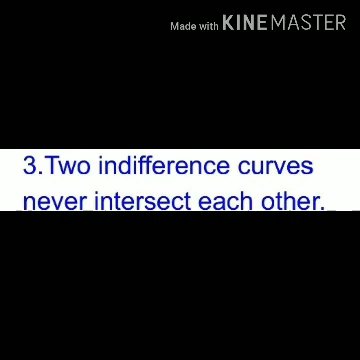 Made with KINEMASTER
3.Two indifference curves
never intersect each other.